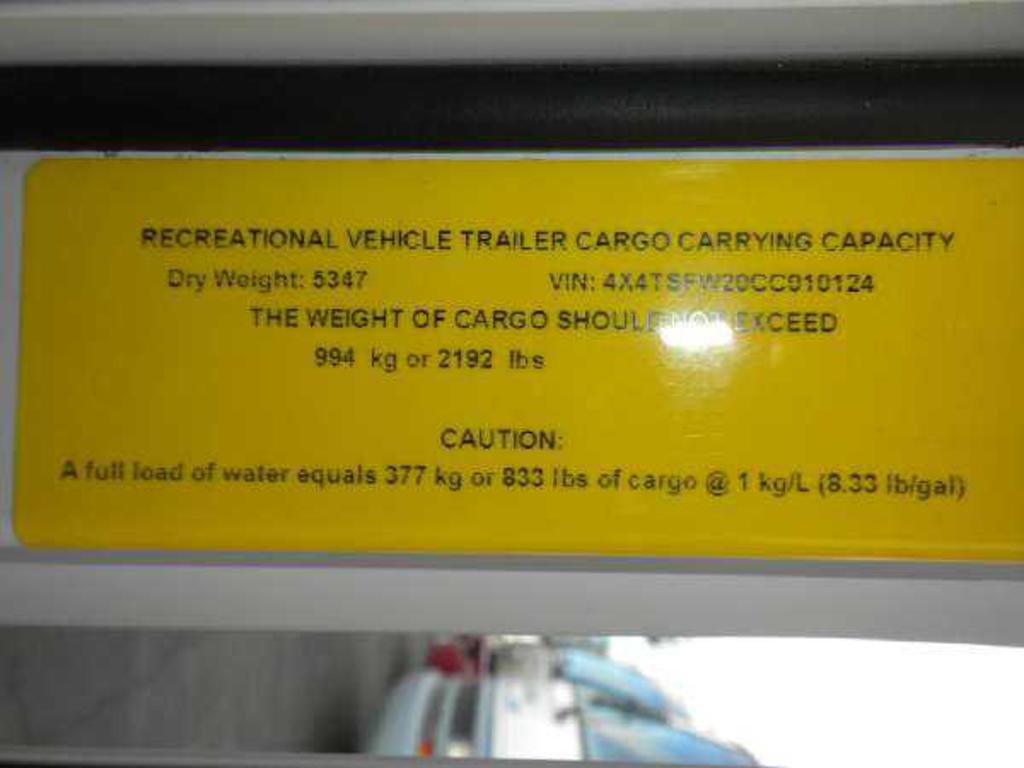 RECREATIONAL VEHICLE TRAILER CARGO CARRYING CAPACITY
Dry Weight: 5347 VIN: 4X4TSFW20CC010124
THE WEIGHT OF CARGO SHOULD NOT EXCEED
994 kg or 2192 lbs
CAUTION:
A full load of water equals 377 kg or 833 lbs of cargo @ 1 kg/L (8.33 lb/gal)